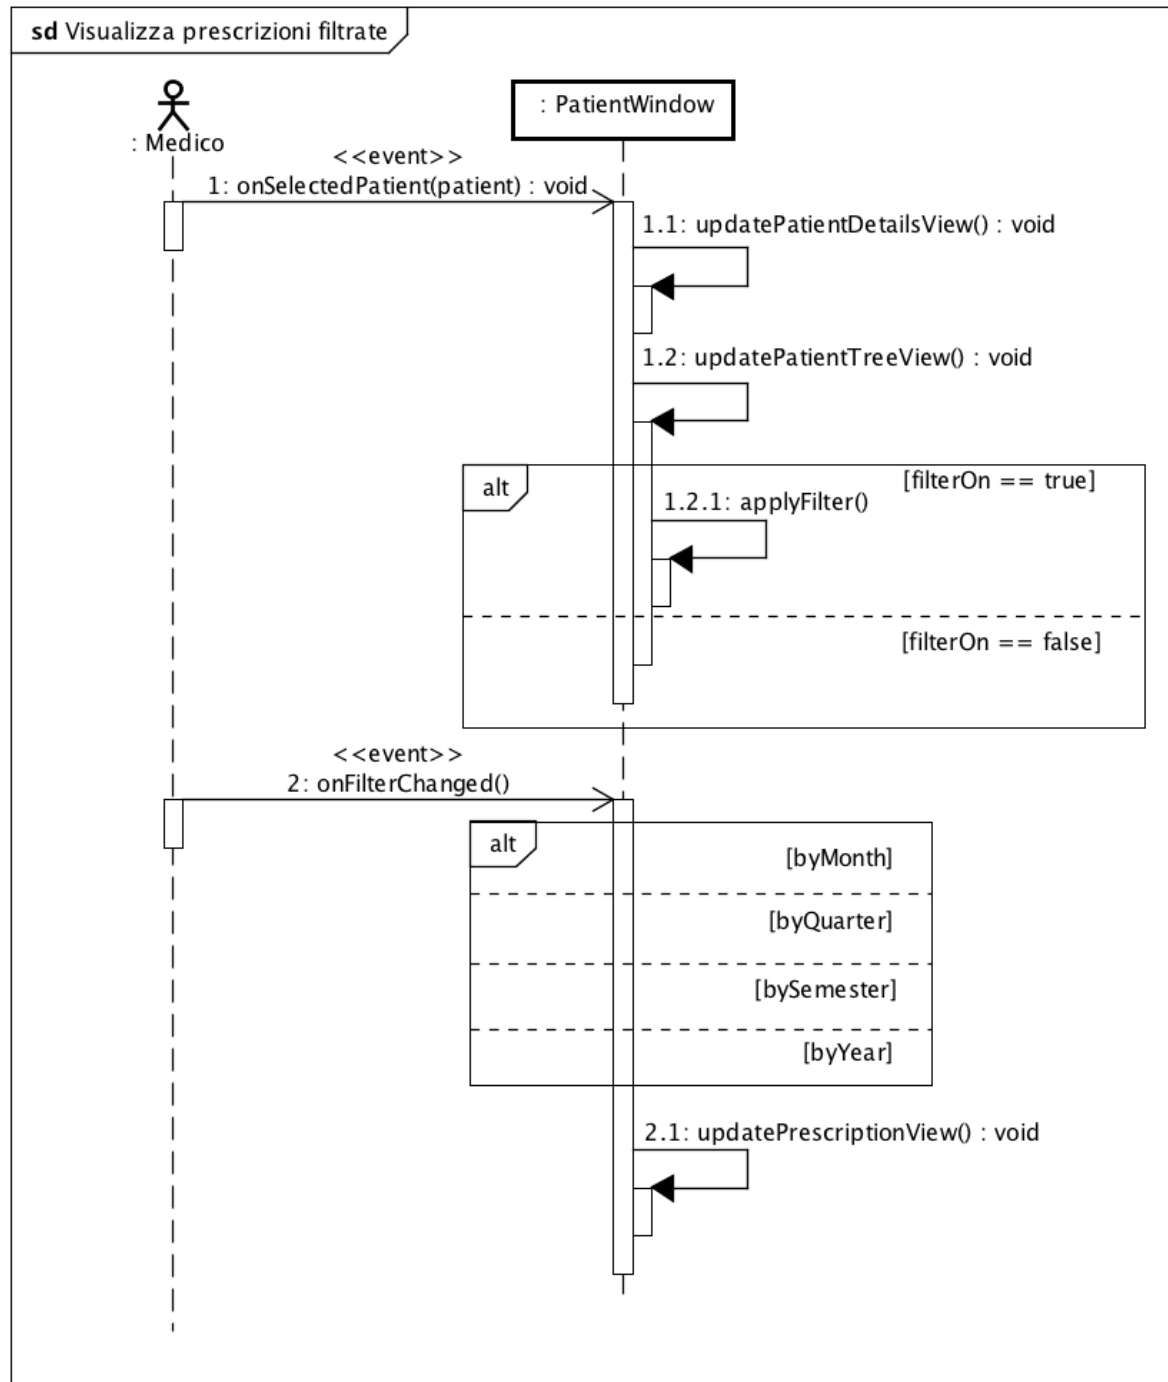 sd Visualizza prescrizioni filtrate
: Medico
: PatientWindow
<<event>>
1: onSelectedPatient(patient) : void
1.1: updatePatientDetailsView() : void
1.2: updatePatientTreeView() : void
alt
[filterOn == true]
1.2.1: applyFilter()
[filterOn == false]
<<event>>
2: onFilterChanged()
alt
[byMonth]
[byQuarter]
[bySemester]
[byYear]
2.1: updatePrescriptionView() : void